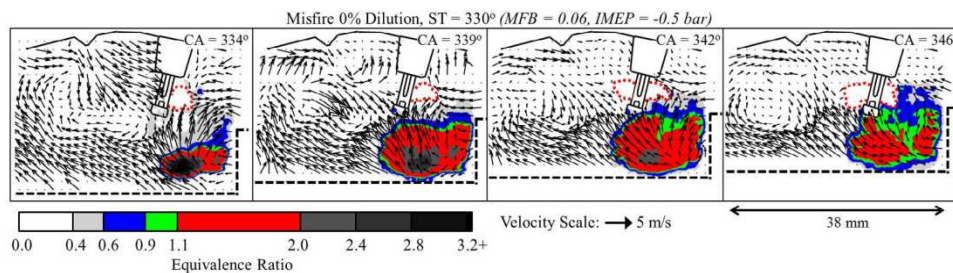 Misfire 0% Dilution, ST = 330° (MFB = 0.06, IMEP = -0.5 bar)
CA = 334° CA = 339° CA = 342° CA = 346
Velocity Scale: 5 m/s 38 mm
0.0 0.4 0.6 0.9 1.1 2.0 2.4 2.8 3.2+
Equivalence Ratio